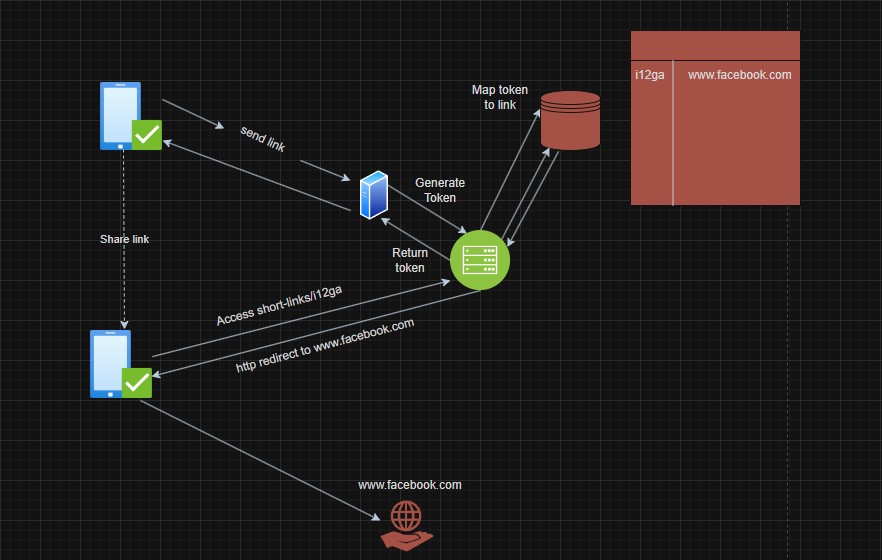 Map token
to link
i12ga
www.facebook.com
send link
Generate
Token
Share link
Return
token
Access short-links/i12ga
http redirect to www.facebook.com
www.facebook.com